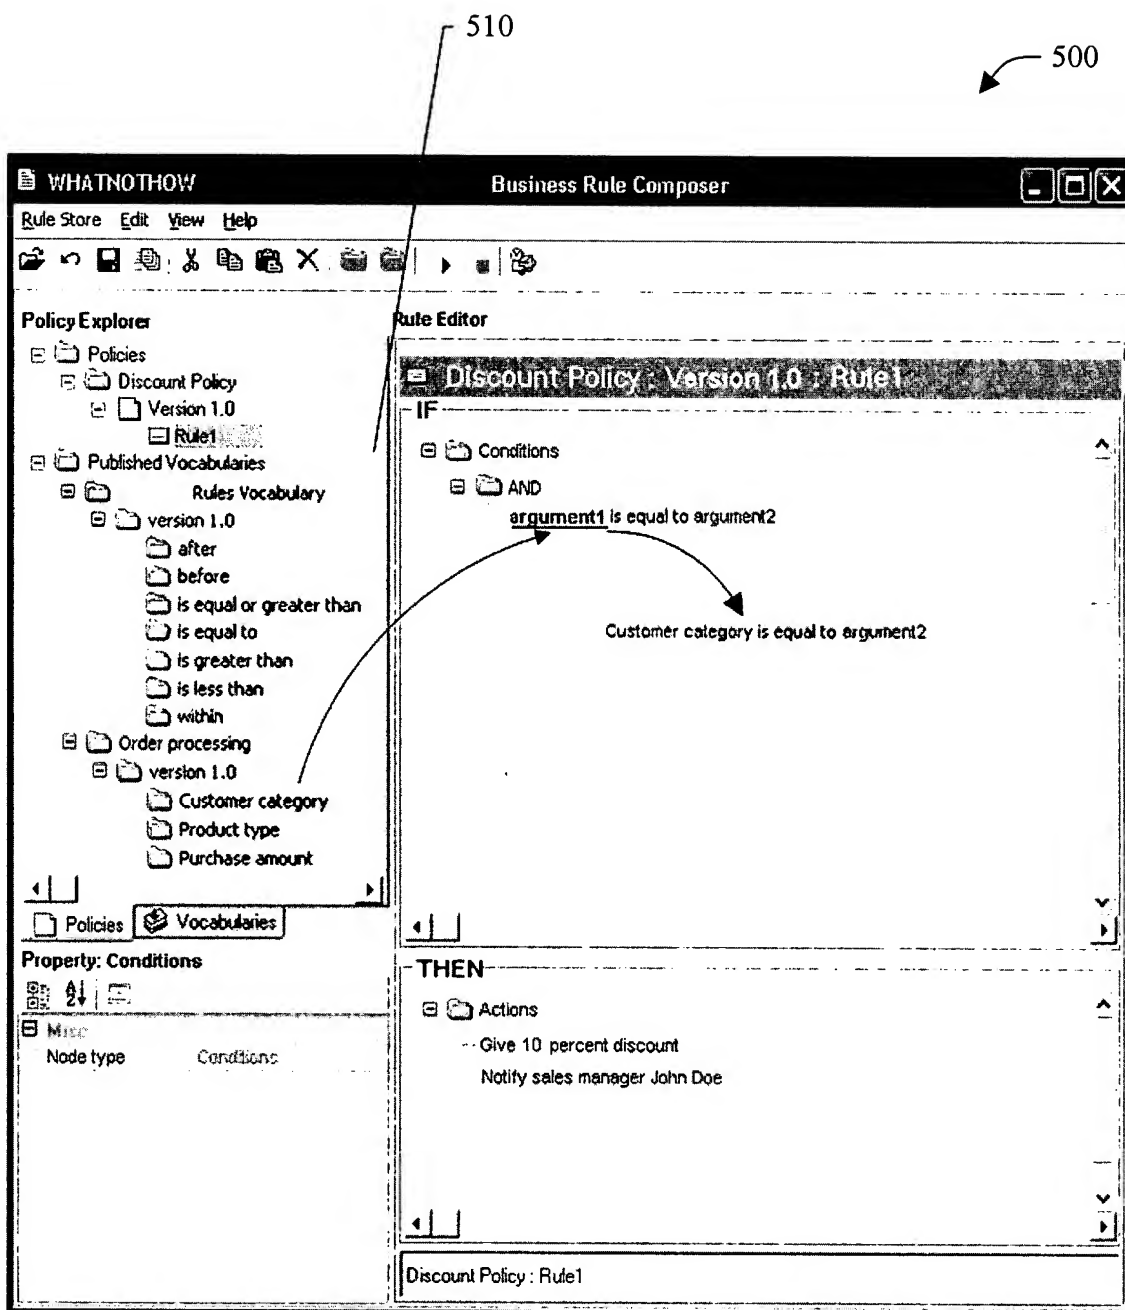 510
500
WHATNOTHOW Business Rule Composer
Rule Store Edit View Help
Policy Explorer
Policies
Discount Policy
Version 1.0
Rule1
Published Vocabularies
Rules Vocabulary
version 1.0
after
before
is equal or greater than
is equal to
is greater than
is less than
within
Order processing
version 1.0
Customer category
Product type
Purchase amount
Policies Vocabularies
Property: Conditions
Misc
Node type Conditions
Rule Editor
Discount Policy : Version 1.0 : Rule1
IF
Conditions
AND
argument1 is equal to argument2
Customer category is equal to argument2
THEN
Actions
Give 10 percent discount
Notify sales manager John Doe
Discount Policy : Rule1